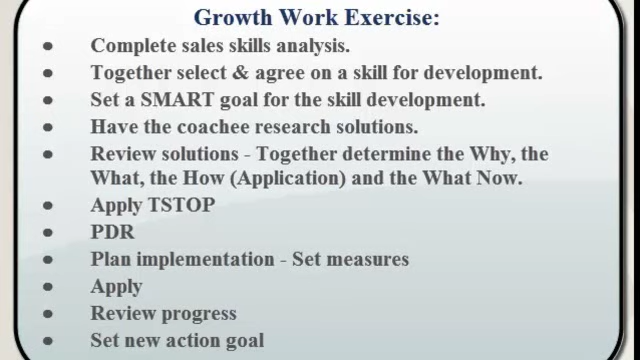 Growth Work Exercise:
● Complete sales skills analysis.
● Together select & agree on a skill for development.
● Set a SMART goal for the skill development.
● Have the coachee research solutions.
● Review solutions - Together determine the Why, the
What, the How (Application) and the What Now.
● Apply TSTOP
● PDR
● Plan implementation - Set measures
● Apply
● Review progress
● Set new action goal